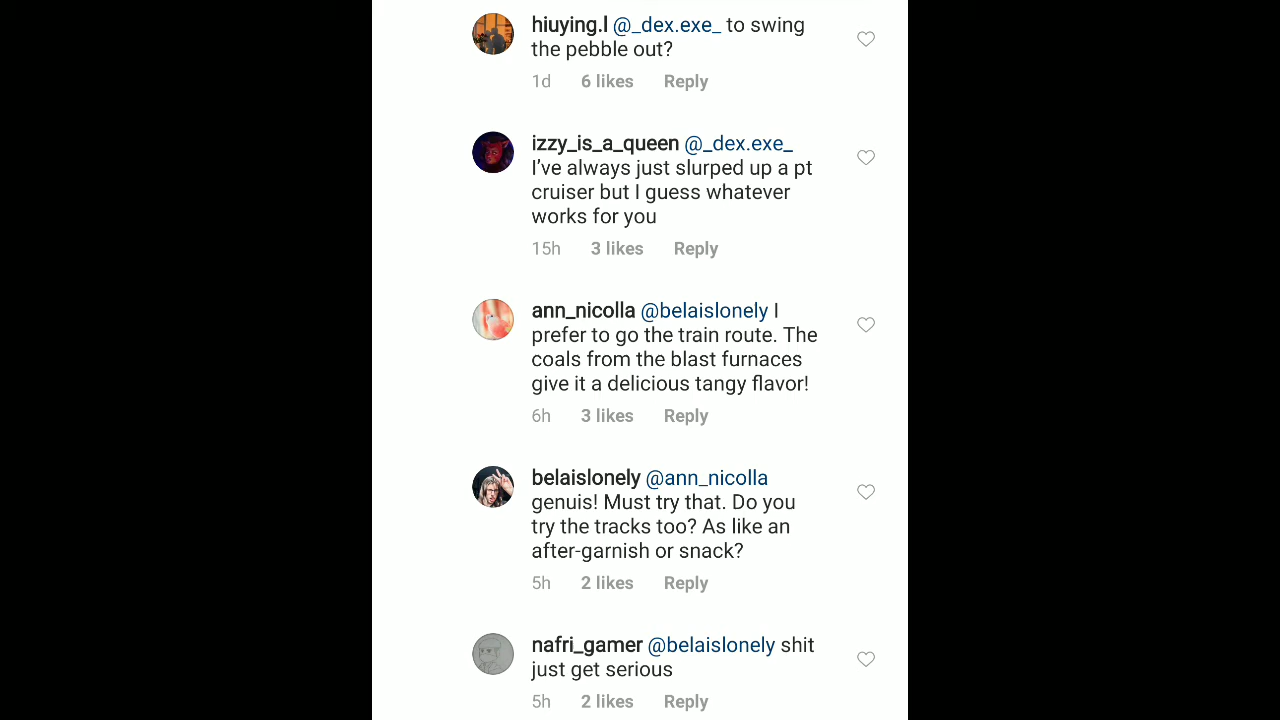 hiuying.l @_dex.exe_ to swing
the pebble out?
1d 6 likes Reply
izzy_is_a_queen @_dex.exe_
I've always just slurped up a pt
cruiser but I guess whatever
works for you
15h 3 likes Reply
ann_nicolla @belaislonely I
prefer to go the train route. The
coals from the blast furnaces
give it a delicious tangy flavor!
6h 3 likes Reply
belaislonely @ann_nicolla
genuis! Must try that. Do you
try the tracks too? As like an
after-garnish or snack?
5h 2 likes Reply
nafri_gamer @belaislonely shit
just get serious
5h 2 likes Reply